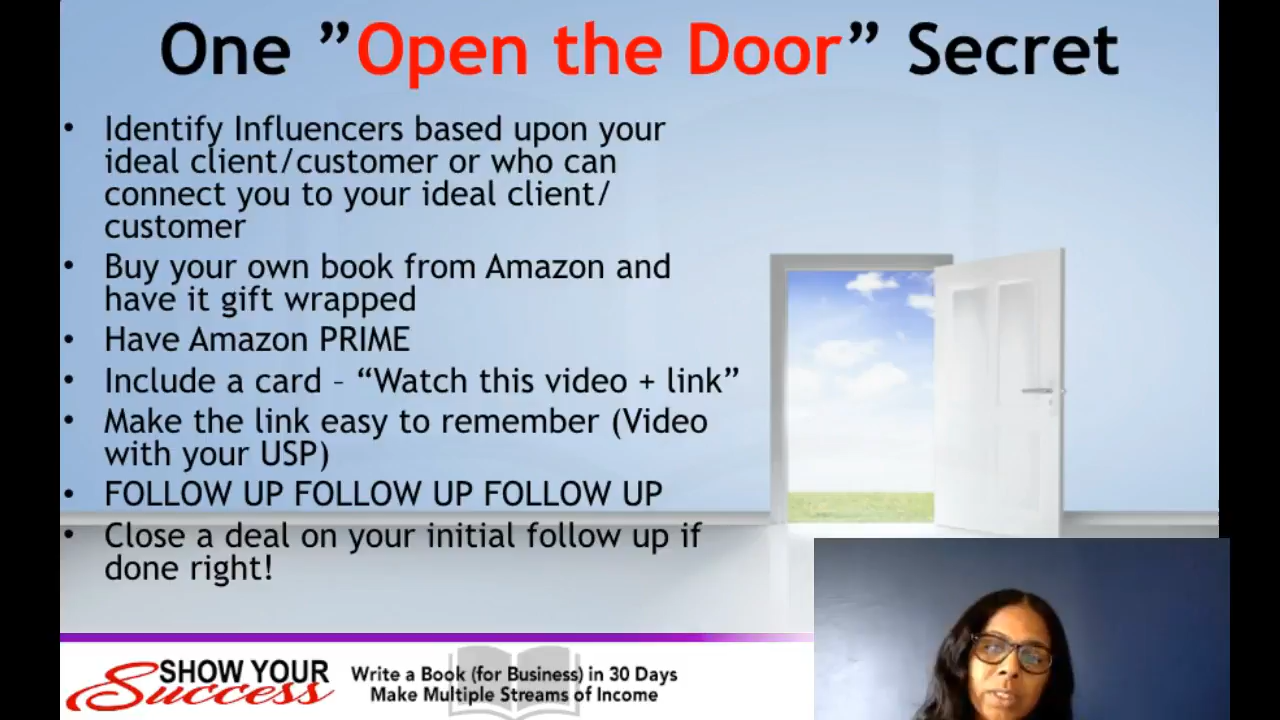 One ”Open the Door” Secret
• Identify Influencers based upon your
ideal client/customer or who can
connect you to your ideal client/
customer
• Buy your own book from Amazon and
have it gift wrapped
• Have Amazon PRIME
• Include a card – “Watch this video + link”
• Make the link easy to remember (Video
with your USP)
• FOLLOW UP FOLLOW UP FOLLOW UP
• Close a deal on your initial follow up if
done right!
SHOW YOUR
Success
Write a Book (for Business) in 30 Days
Make Multiple Streams of Income